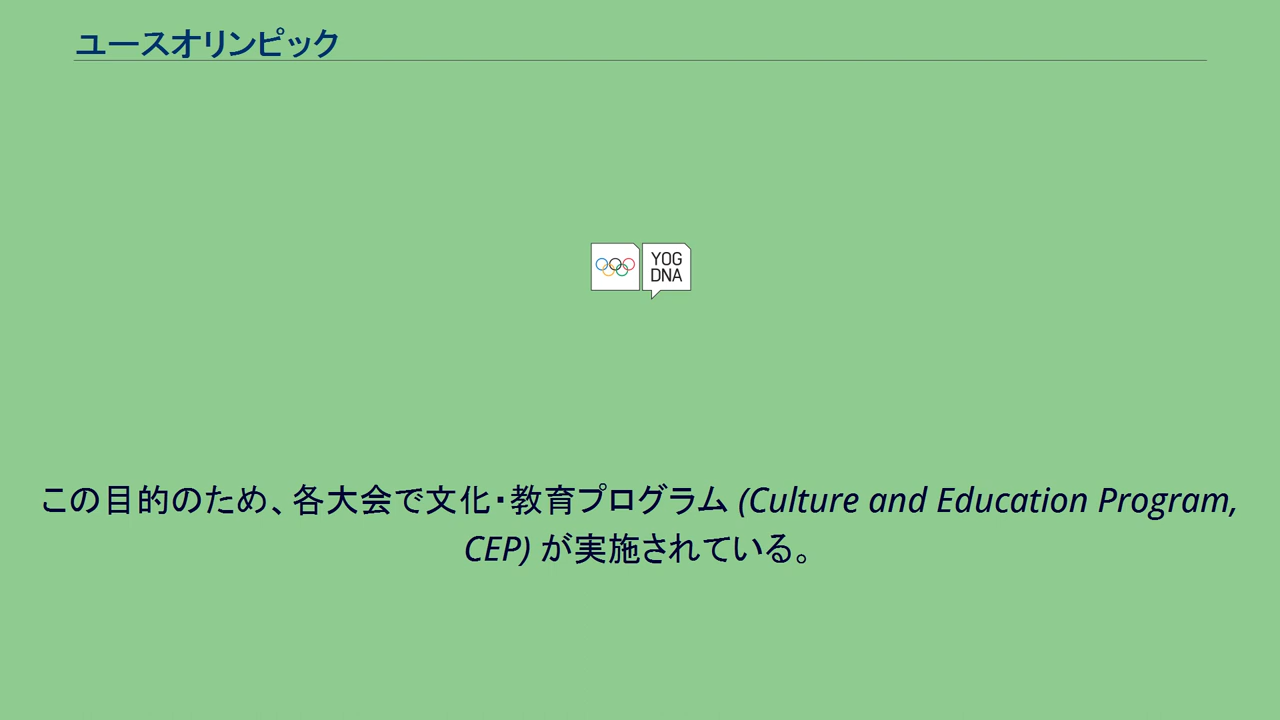 ユースオリンピック
YOG
DNA
この目的のため、各大会で文化・教育プログラム (Culture and Education Program,
CEP) が実施されている。